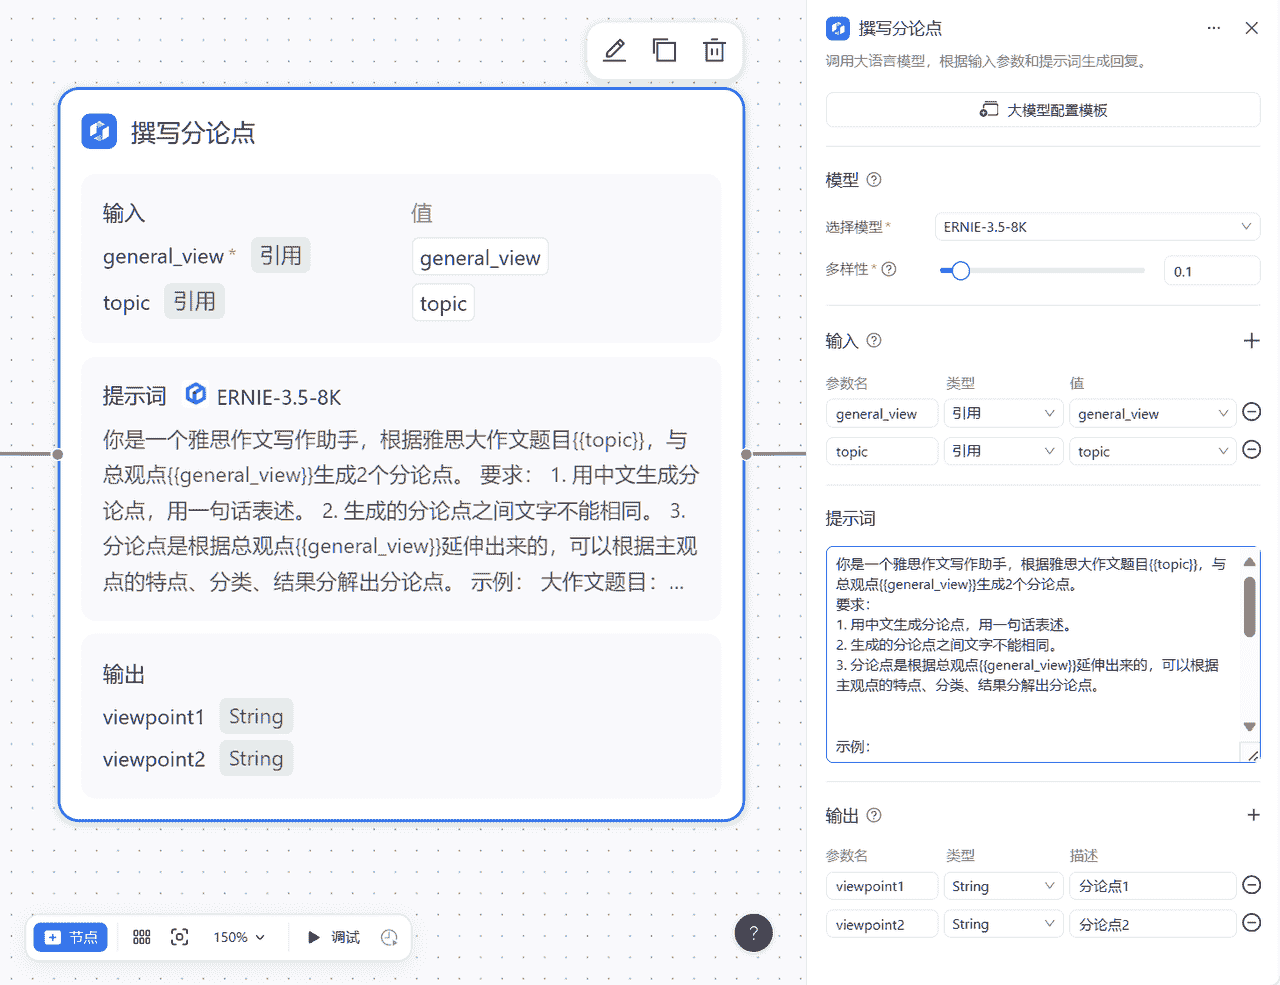 撰写分论点
输入 值
general_view * 引用 general_view
topic 引用 topic
提示词 ERNIE-3.5-8K
你是一个雅思作文写作助手，根据雅思大作文题目{{topic}}，与
总观点{{general_view}}生成2个分论点。 要求： 1. 用中文生成分
论点，用一句话表述。 2. 生成的分论点之间文字不能相同。 3.
分论点是根据总观点{{general_view}}延伸出来的，可以根据主观
点的特点、分类、结果分解出分论点。 示例： 大作文题目：...
输出
viewpoint1 String
viewpoint2 String
节点 150% 调试
?
撰写分论点
调用大语言模型，根据输入参数和提示词生成回复。
大模型配置模板
模型 ?
选择模型 * ERNIE-3.5-8K
多样性 * ? 0.1
输入 ?
参数名 类型 值
general_view 引用 general_view
topic 引用 topic
提示词
你是一个雅思作文写作助手，根据雅思大作文题目{{topic}}，与
总观点{{general_view}}生成2个分论点。
要求：
1. 用中文生成分论点，用一句话表述。
2. 生成的分论点之间文字不能相同。
3. 分论点是根据总观点{{general_view}}延伸出来的，可以根据
主观点的特点、分类、结果分解出分论点。
示例：
输出 ?
参数名 类型 描述
viewpoint1 String 分论点1
viewpoint2 String 分论点2